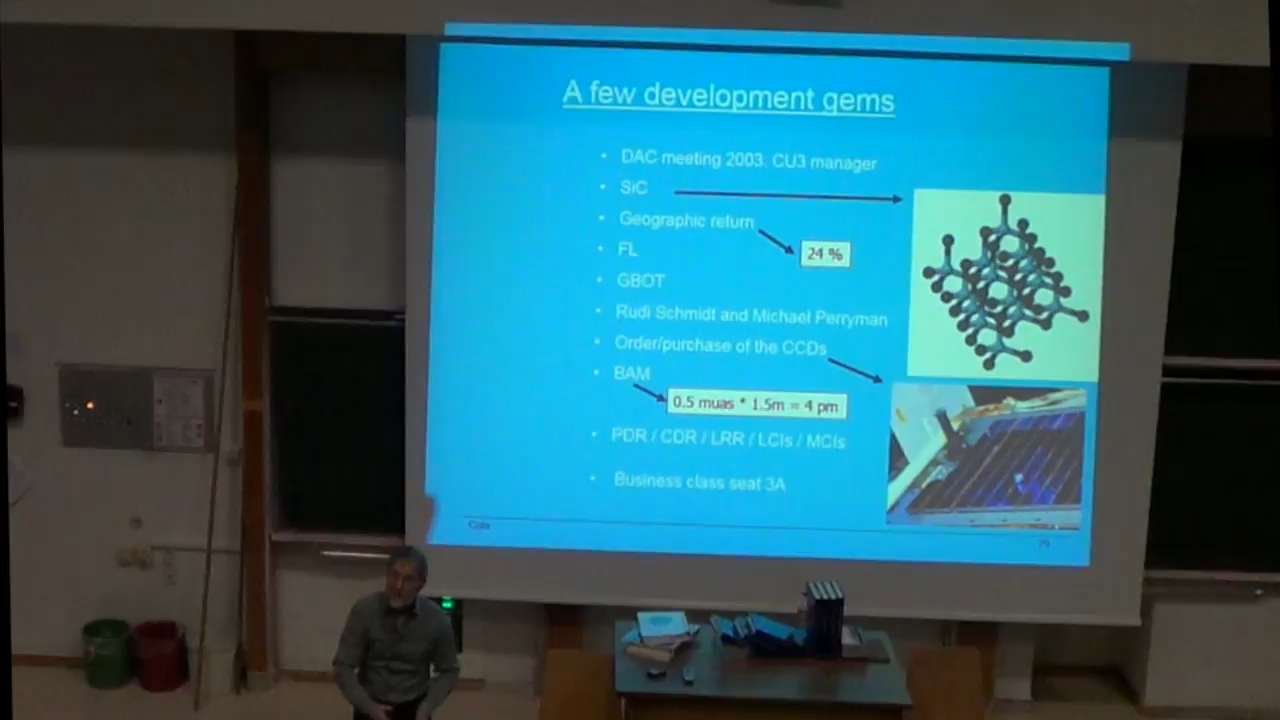 A few development gems
• DAC meeting 2003: CU3 manager
• SiC
• Geographic return
24 %
• FL
• GBOT
• Rudi Schmidt and Michael Perryman
• Order/purchase of the CCDs
• BAM
0.5 muas * 1.5m = 4 pm
• PDR / CDR / LRR / LCIs / MCIs
• Business class seat 3A